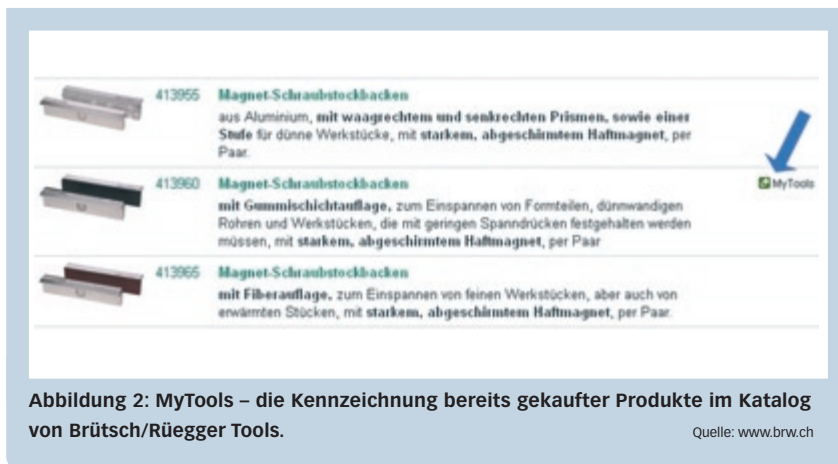 413955 Magnet-Schraubstockbacken
aus Aluminium, mit waagrechtem und senkrechten Prismen, sowie einer
Stufe für dünne Werkstücke, mit starkem, abgeschirmtem Haftmagnet, per
Paar.
413960 Magnet-Schraubstockbacken
MyTools
mit Gummischichtauflage, zum Einspannen von Formteilen, dünnwandigen
Rohren und Werkstücken, die mit geringen Spanndrücken festgehalten werden
müssen, mit starkem, abgeschirmtem Haftmagnet, per Paar
413965 Magnet-Schraubstockbacken
mit Fiberauflage, zum Einspannen von feinen Werkstücken, aber auch von
erwärmten Stücken, mit starkem, abgeschirmtem Haftmagnet, per Paar.
Abbildung 2: MyTools – die Kennzeichnung bereits gekaufter Produkte im Katalog
von Brütsch/Rüegger Tools.
Quelle: www.brw.ch